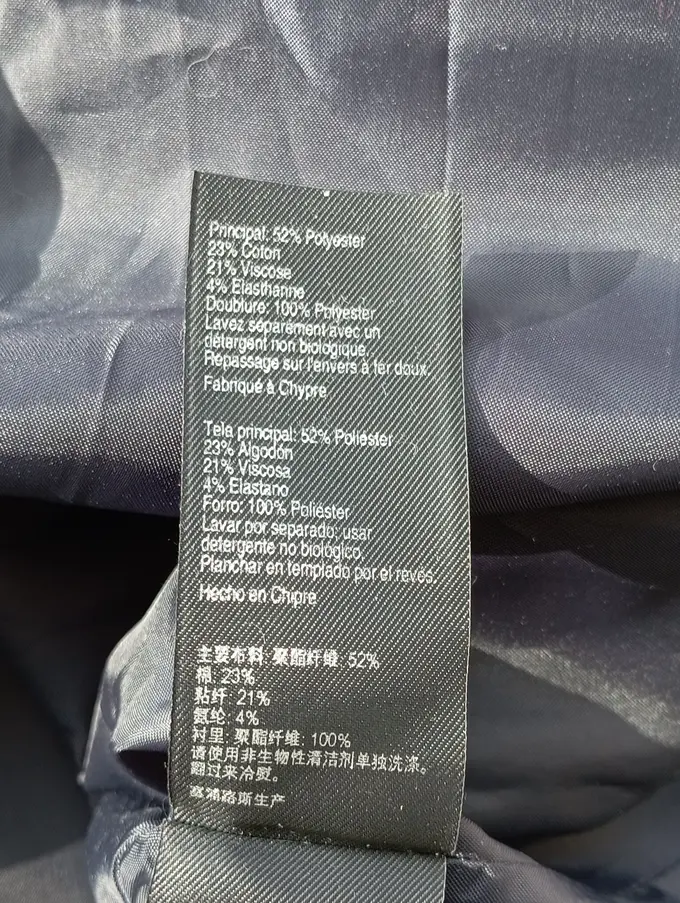 Principal: 52% Polyester
23% Coton
21% Viscose
4% Elasthanne
Doublure: 100% Polyester
Lavez séparément avec un
détergent non biologique.
Repassage sur l'envers à fer doux.
Fabriqué à Chypre
Tela principal: 52% Poliéster
23% Algodón
21% Viscosa
4% Elastano
Forro: 100% Poliéster
Lavar por separado; usar
detergente no biológico.
Planchar en templado por el revés.
Hecho en Chipre
主要布料: 聚酯纤维: 52%
棉: 23%
粘纤: 21%
氨纶: 4%
衬里: 聚酯纤维: 100%
请使用非生物性清洁剂单独洗涤。
翻过来冷熨。
塞浦路斯生产